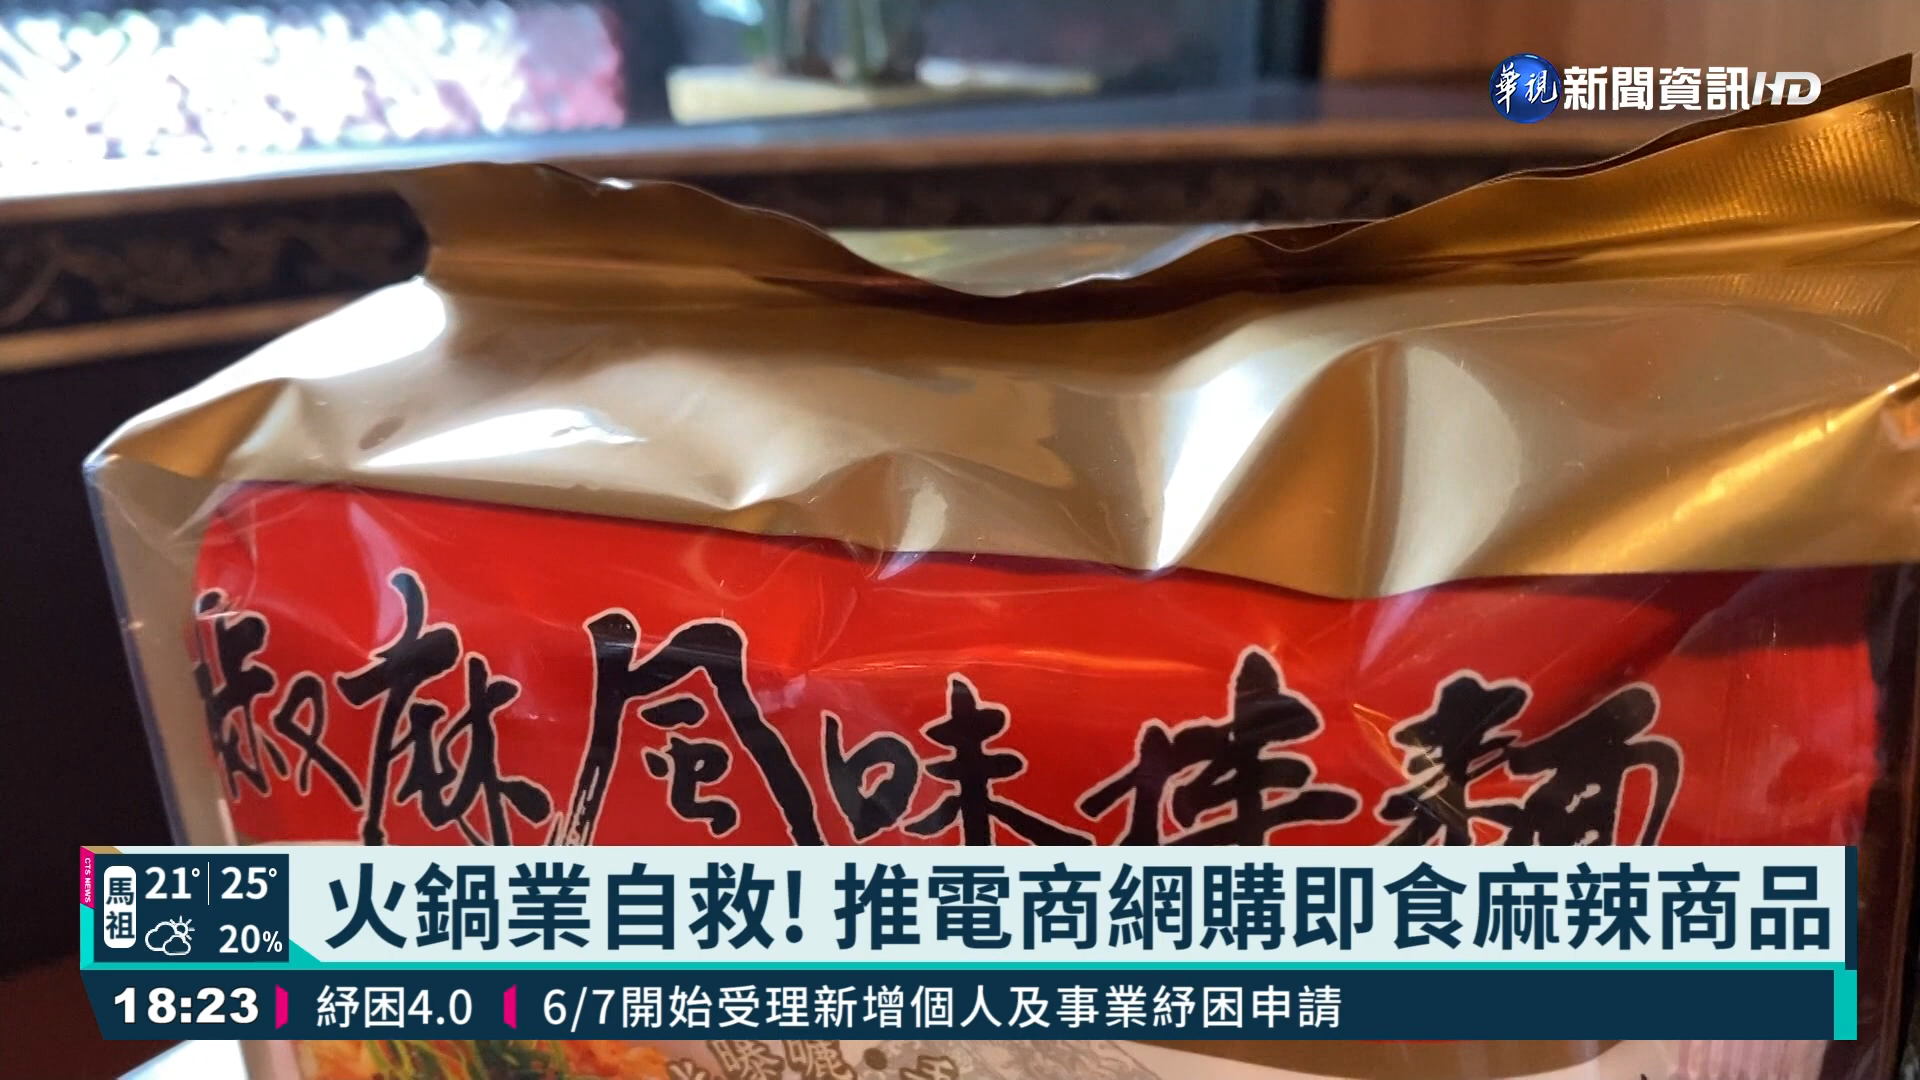 華視 新聞資訊HD
椒麻風味拌麵
CTS NEWS
馬祖 21° 25°
20%
火鍋業自救! 推電商網購即食麻辣商品
18:23 紓困4.0 6/7開始受理新增個人及事業紓困申請
曝曬